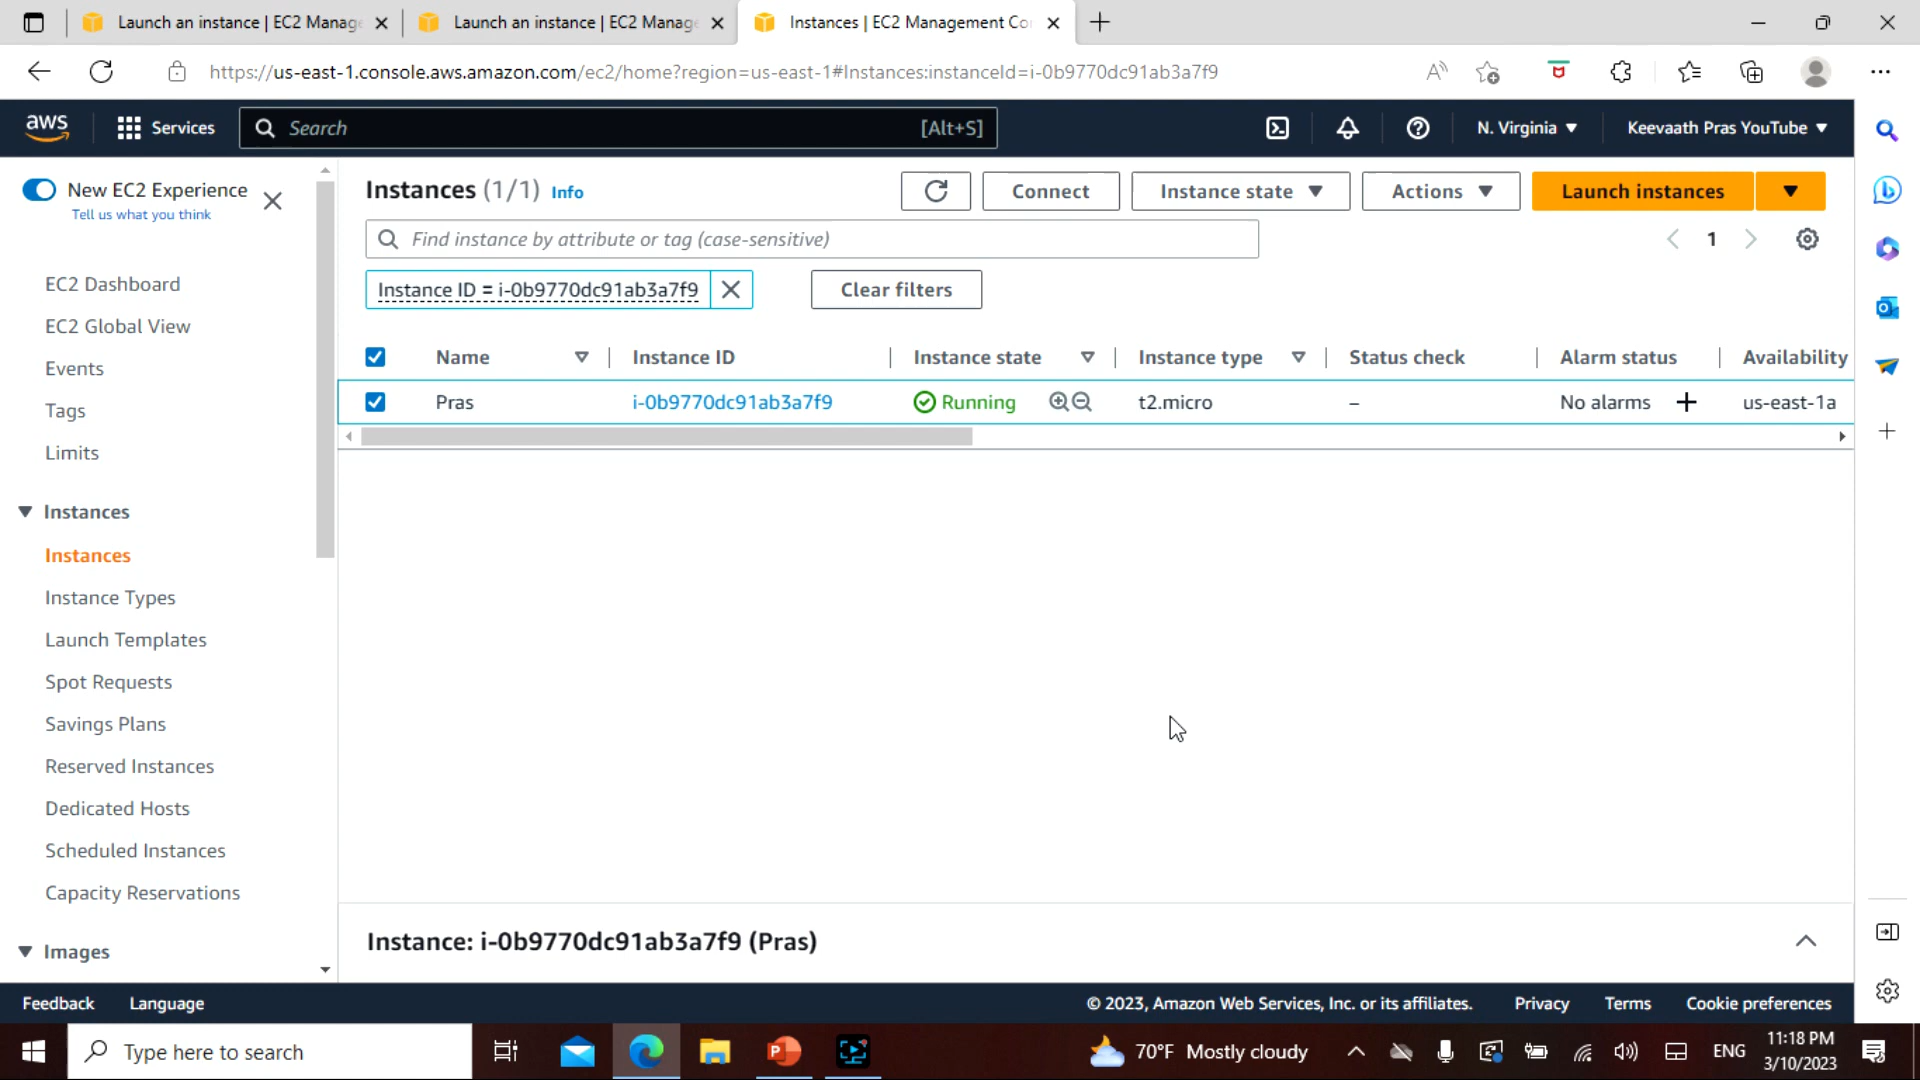 Launch an instance | EC2 Manage
Launch an instance | EC2 Manage
Instances | EC2 Management Co
https://us-east-1.console.aws.amazon.com/ec2/home?region=us-east-1#Instances:instanceId=i-0b9770dc91ab3a7f9
aws
Services
Search
[Alt+S]
N. Virginia
Keevaath Pras YouTube
New EC2 Experience
Tell us what you think
EC2 Dashboard
EC2 Global View
Events
Tags
Limits
Instances
Instances
Instance Types
Launch Templates
Spot Requests
Savings Plans
Reserved Instances
Dedicated Hosts
Scheduled Instances
Capacity Reservations
Images
Instances (1/1) Info
Connect
Instance state
Actions
Launch instances
Find instance by attribute or tag (case-sensitive)
1
Instance ID = i-0b9770dc91ab3a7f9
Clear filters
Name Instance ID Instance state Instance type Status check Alarm status Availability
Pras i-0b9770dc91ab3a7f9 Running t2.micro – No alarms + us-east-1a
Instance: i-0b9770dc91ab3a7f9 (Pras)
Feedback Language © 2023, Amazon Web Services, Inc. or its affiliates. Privacy Terms Cookie preferences
Type here to search
70°F Mostly cloudy
ENG
11:18 PM
3/10/2023